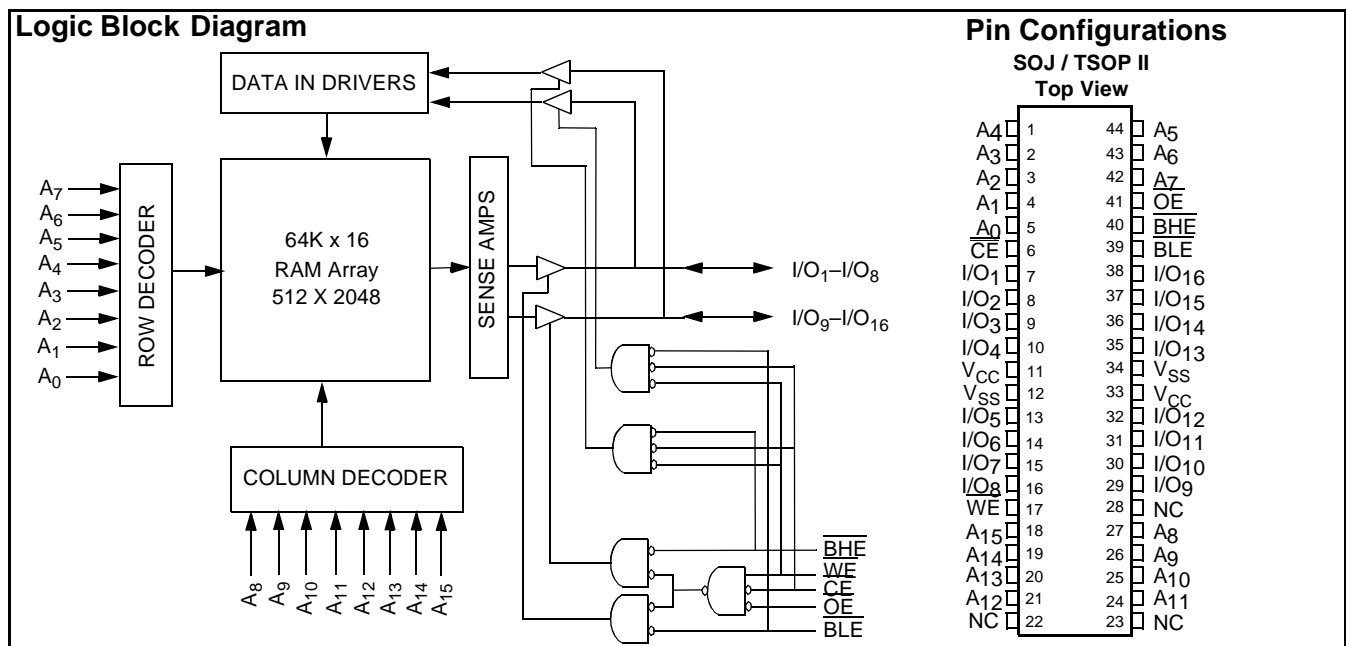 Logic Block Diagram
DATA IN DRIVERS
A7
A6
A5
A4
A3
A2
A1
A0
ROW DECODER
64K x 16
RAM Array
512 X 2048
SENSE AMPS
I/O1–I/O8
I/O9–I/O16
COLUMN DECODER
A8
A9
A10
A11
A12
A13
A14
A15
BHE
WE
CE
OE
BLE
Pin Configurations
SOJ / TSOP II
Top View
A4 1 44 A5
A3 2 43 A6
A2 3 42 A7
A1 4 41 OE
A0 5 40 BHE
CE 6 39 BLE
I/O1 7 38 I/O16
I/O2 8 37 I/O15
I/O3 9 36 I/O14
I/O4 10 35 I/O13
VCC 11 34 VSS
VSS 12 33 VCC
I/O5 13 32 I/O12
I/O6 14 31 I/O11
I/O7 15 30 I/O10
I/O8 16 29 I/O9
WE 17 28 NC
A15 18 27 A8
A14 19 26 A9
A13 20 25 A10
A12 21 24 A11
NC 22 23 NC